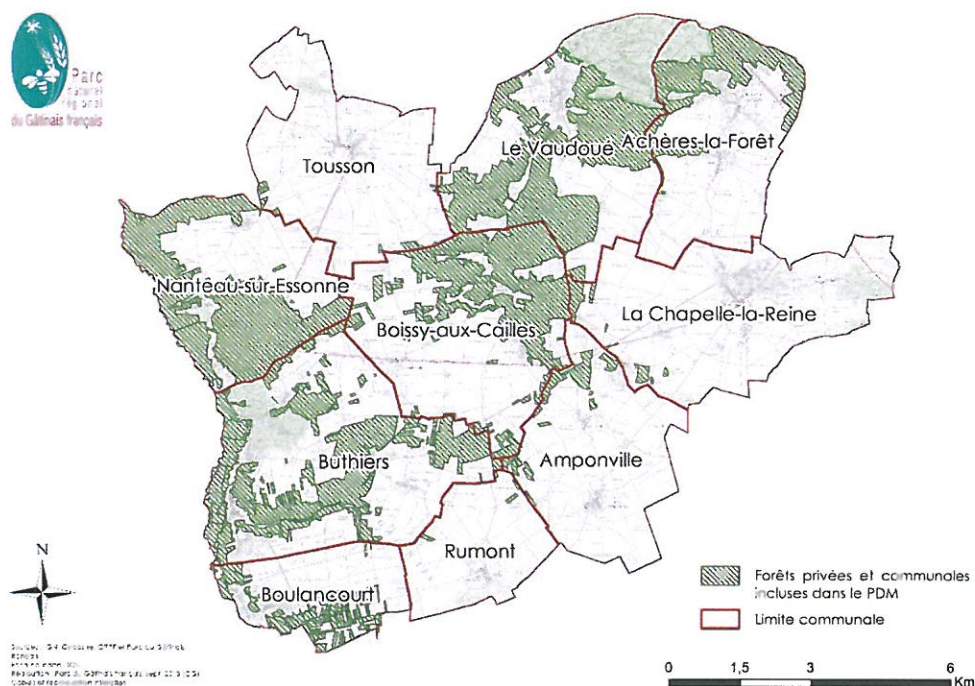 Parc
naturel
régional
du Gâtinais français
Tousson
Le Vaudoué
Achères-la-Forêt
Nanteau-sur-Essonne
Boissy-aux-Cailles
La Chapelle-la-Reine
Buthiers
Amponville
Rumont
Boulancourt
N
Forêts privées et communales
incluses dans le PDM
Limite communale
0 1,5 3 6
Km